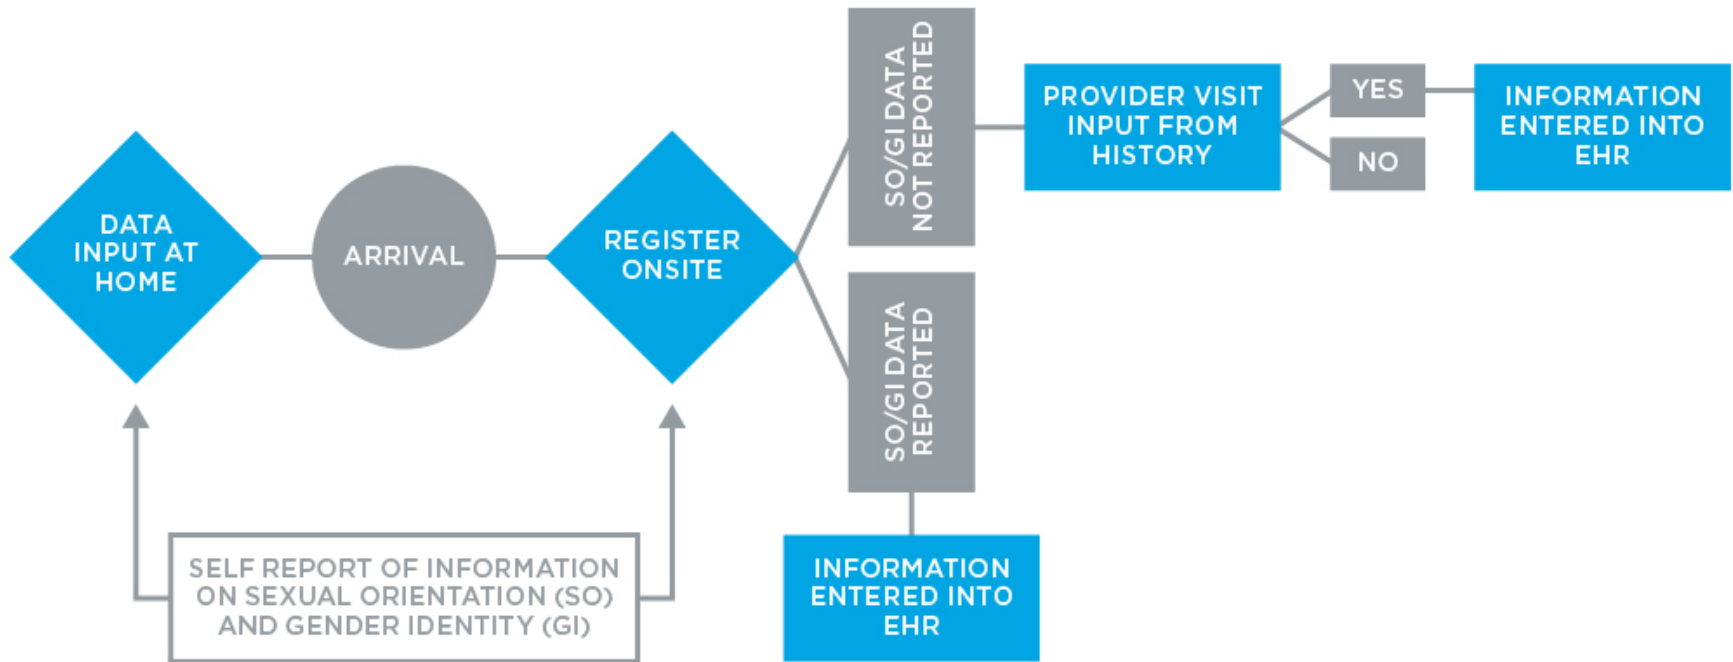 DATA
INPUT AT
HOME
ARRIVAL
REGISTER
ONSITE
SO/GI DATA
NOT REPORTED
PROVIDER VISIT
INPUT FROM
HISTORY
YES
NO
INFORMATION
ENTERED INTO
EHR
SO/GI DATA
REPORTED
INFORMATION
ENTERED INTO
EHR
SELF REPORT OF INFORMATION
ON SEXUAL ORIENTATION (SO)
AND GENDER IDENTITY (GI)